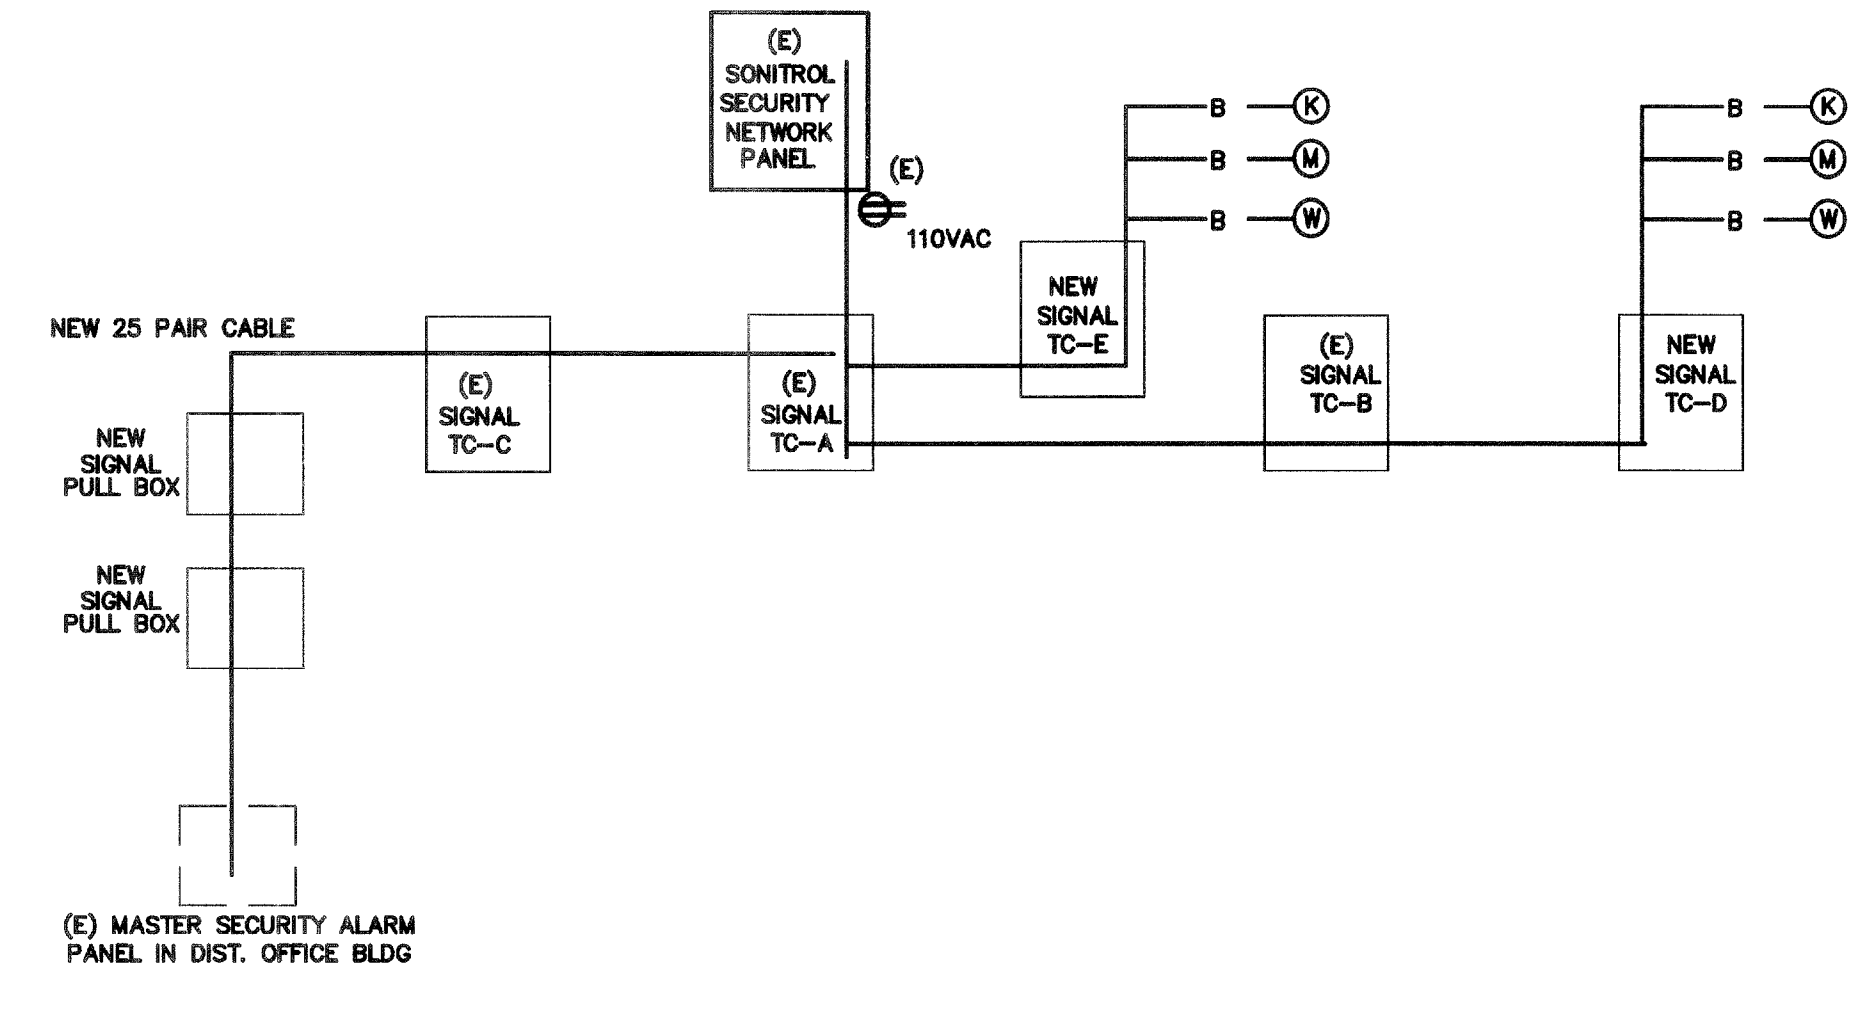 (E)
SONITROL
SECURITY
NETWORK
PANEL
(E)
110VAC
B K
B M
B W
B K
B M
B W
NEW
SIGNAL
TC-E
NEW 25 PAIR CABLE
(E)
SIGNAL
TC-C
(E)
SIGNAL
TC-A
(E)
SIGNAL
TC-B
NEW
SIGNAL
TC-D
NEW
SIGNAL
PULL BOX
NEW
SIGNAL
PULL BOX
(E) MASTER SECURITY ALARM
PANEL IN DIST. OFFICE BLDG